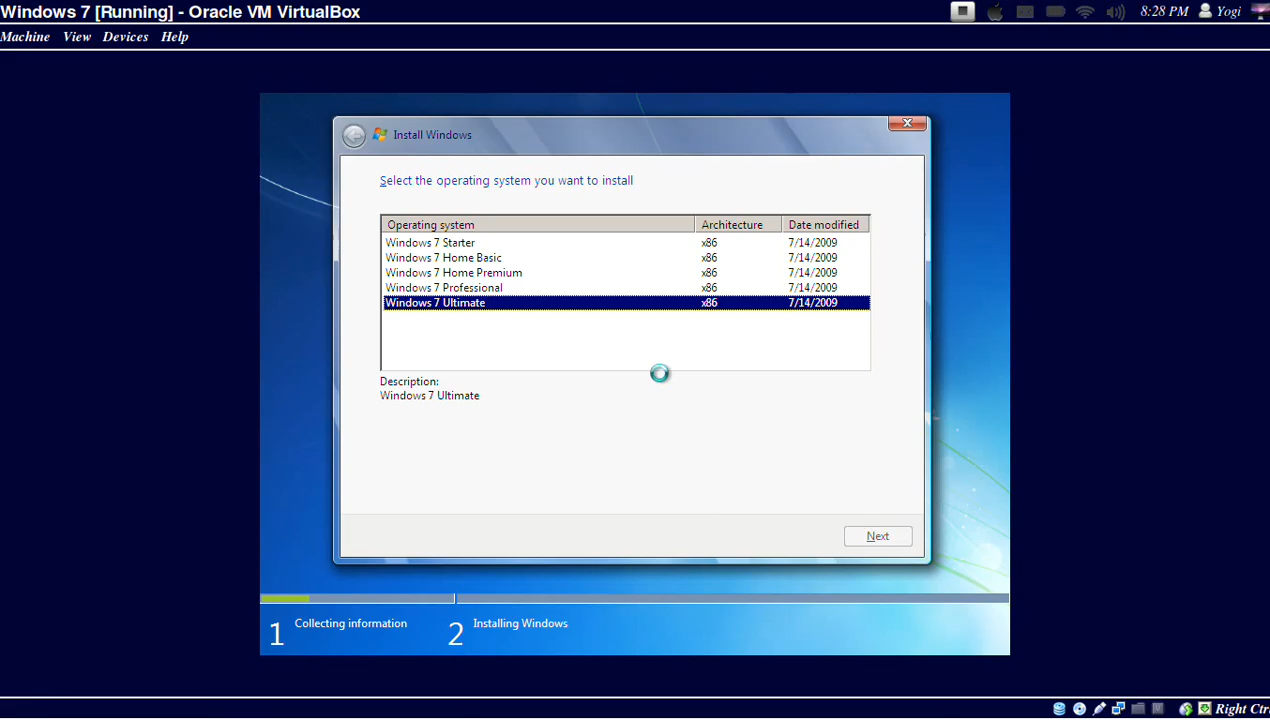 Windows 7 [Running] - Oracle VM VirtualBox
8:28 PM Yogi
Machine View Devices Help
Install Windows
Select the operating system you want to install
Operating system Architecture Date modified
Windows 7 Starter x86 7/14/2009
Windows 7 Home Basic x86 7/14/2009
Windows 7 Home Premium x86 7/14/2009
Windows 7 Professional x86 7/14/2009
Windows 7 Ultimate x86 7/14/2009
Description:
Windows 7 Ultimate
Next
1 Collecting information 2 Installing Windows
Right Ctrl